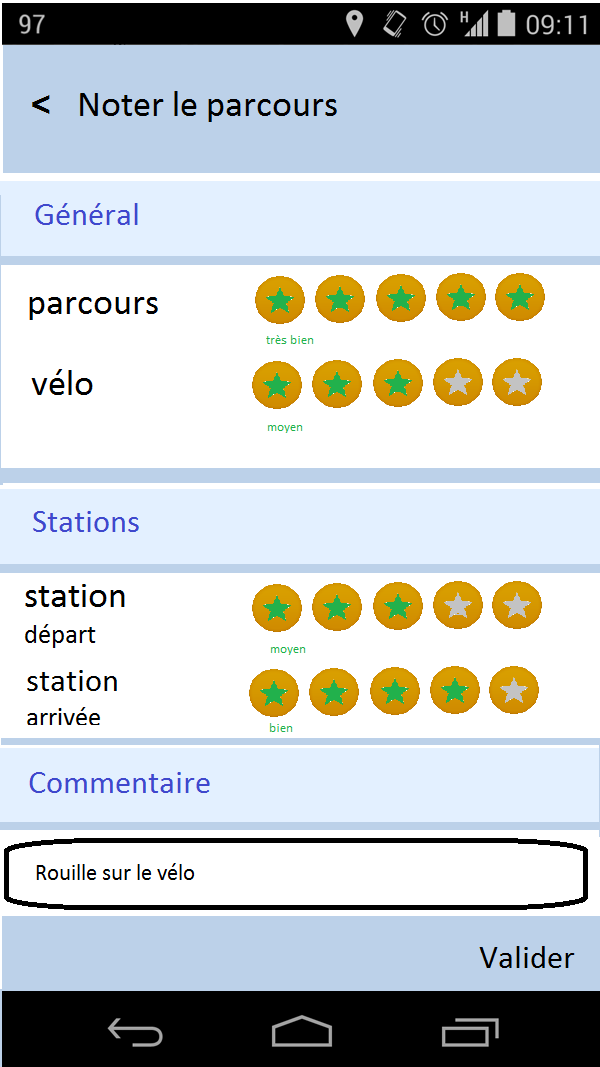 97
H
09:11
< Noter le parcours
Général
parcours
très bien
vélo
moyen
Stations
station
départ
moyen
station
arrivée
bien
Commentaire
Rouille sur le vélo
Valider